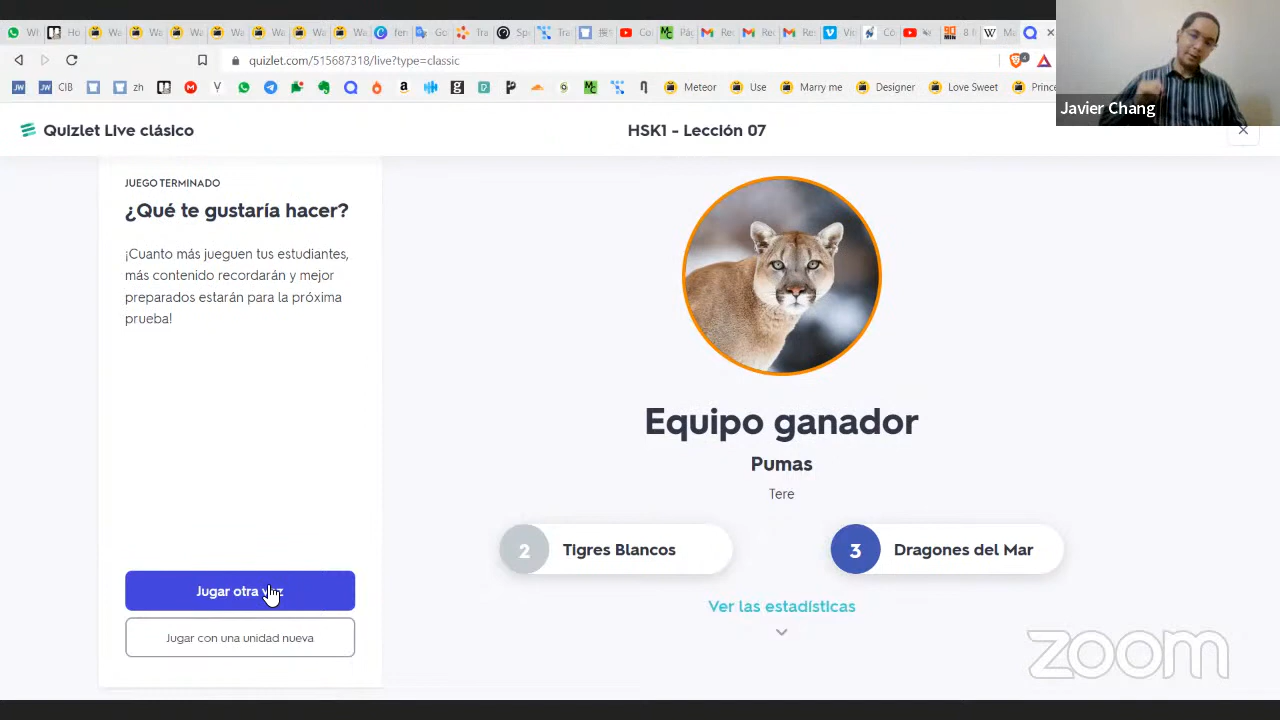 quizlet.com/515687318/live?type=classic
CIB
zh
Meteor
Use
Marry me
Designer
Love Sweet
Javier Chang
Quizlet Live clásico
HSK1 - Lección 07
JUEGO TERMINADO
¿Qué te gustaría hacer?
¡Cuanto más jueguen tus estudiantes,
más contenido recordarán y mejor
preparados estarán para la próxima
prueba!
Equipo ganador
Pumas
Tere
2 Tigres Blancos
3 Dragones del Mar
Jugar otra vez
Ver las estadísticas
Jugar con una unidad nueva
zoom